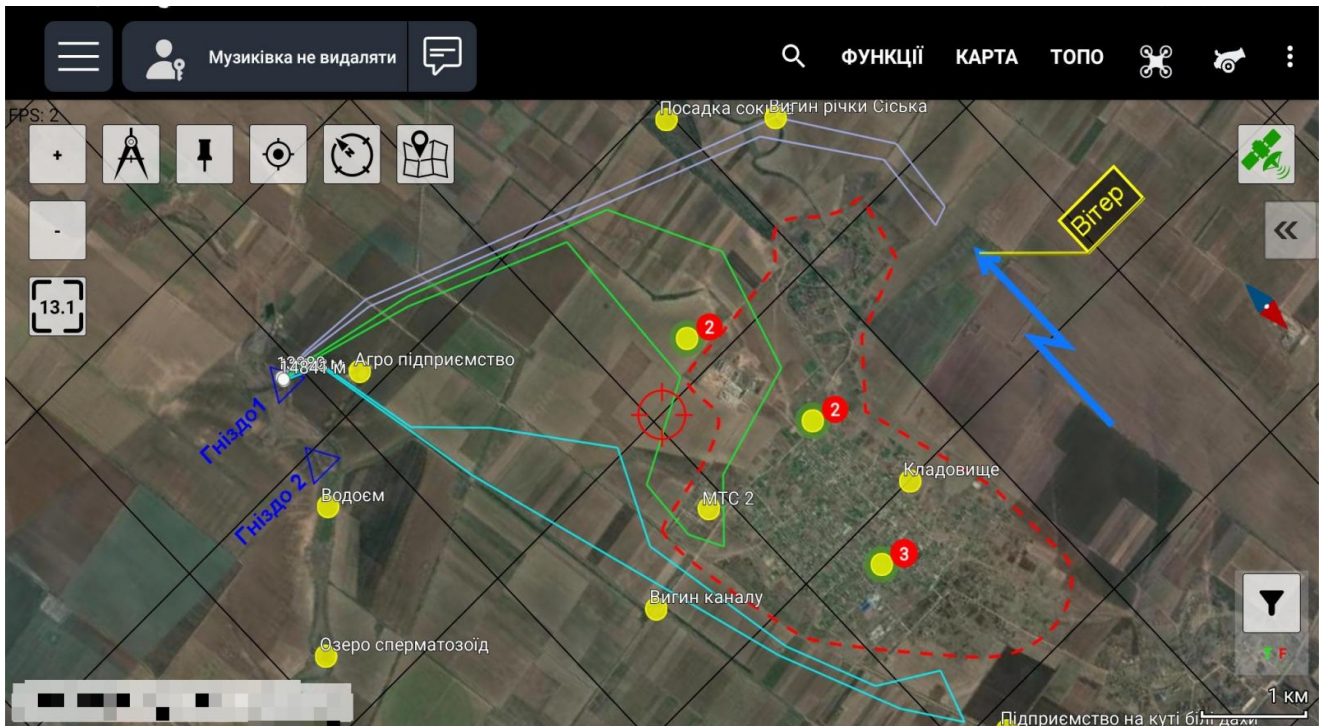 Музиківка не видаляти
ФУНКЦІЇ
КАРТА
ТОПО
FPS: 2
Вигин річки Сіська
Посадка
+
-
13.1
Вітер
2
Агро підприємство
14841 м
Гніздо1
2
Кладовище
Гніздо 2
Водоєм
МТС 2
3
Вигин каналу
Озеро сперматозоїд
T F
1 км
Підприємство на куті білі дахи